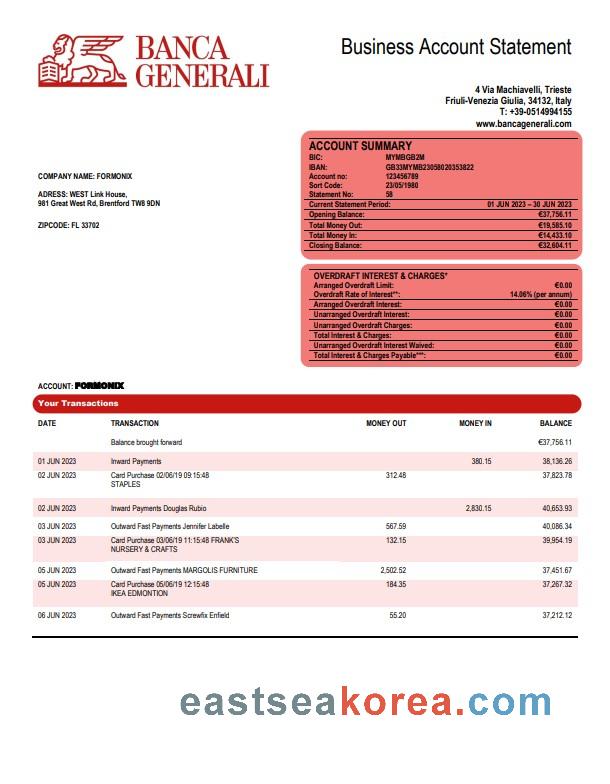 BANCA
GENERALI
Business Account Statement
4 Via Machiavelli, Trieste
Friuli-Venezia Giulia, 34132, Italy
T: +39-0514994155
www.bancagenerali.com
COMPANY NAME: FORMONIX
ADRESS: WEST Link House,
981 Great West Rd, Brentford TW8 9DN
ZIPCODE: FL 33702
ACCOUNT SUMMARY
BIC: MYMBGB2M
IBAN: GB33MYMB23058020353822
Account no: 123456789
Sort Code: 23/05/1980
Statement No: 58
Current Statement Period: 01 JUN 2023 – 30 JUN 2023
Opening Balance: €37,756.11
Total Money Out: €19,585.10
Total Money In: €14,433.10
Closing Balance: €32,604.11
OVERDRAFT INTEREST & CHARGES*
Arranged Overdraft Limit: €0.00
Overdraft Rate of Interest**: 14.06% (per annum)
Arranged Overdraft Interest: €0.00
Unarranged Overdraft Interest: €0.00
Unarranged Overdraft Charges: €0.00
Total Interest & Charges: €0.00
Unarranged Overdraft Interest Waived: €0.00
Total Interest & Charges Payable***: €0.00
ACCOUNT: FORMONIX
Your Transactions
DATE TRANSACTION MONEY OUT MONEY IN BALANCE
Balance brought forward €37,756.11
01 JUN 2023 Inward Payments 380.15 38,136.26
02 JUN 2023 Card Purchase 02/06/19 09:15:48 312.48 37,823.78
STAPLES
02 JUN 2023 Inward Payments Douglas Rubio 2,830.15 40,653.93
03 JUN 2023 Outward Fast Payments Jennifer Labelle 567.59 40,086.34
03 JUN 2023 Card Purchase 03/06/19 11:15:48 FRANK'S 132.15 39,954.19
NURSERY & CRAFTS
05 JUN 2023 Outward Fast Payments MARGOLIS FURNITURE 2,502.52 37,451.67
05 JUN 2023 Card Purchase 05/06/19 12:15:48 184.35 37,267.32
IKEA EDMONTION
06 JUN 2023 Outward Fast Payments Screwfix Enfield 55.20 37,212.12
eastseakorea.com